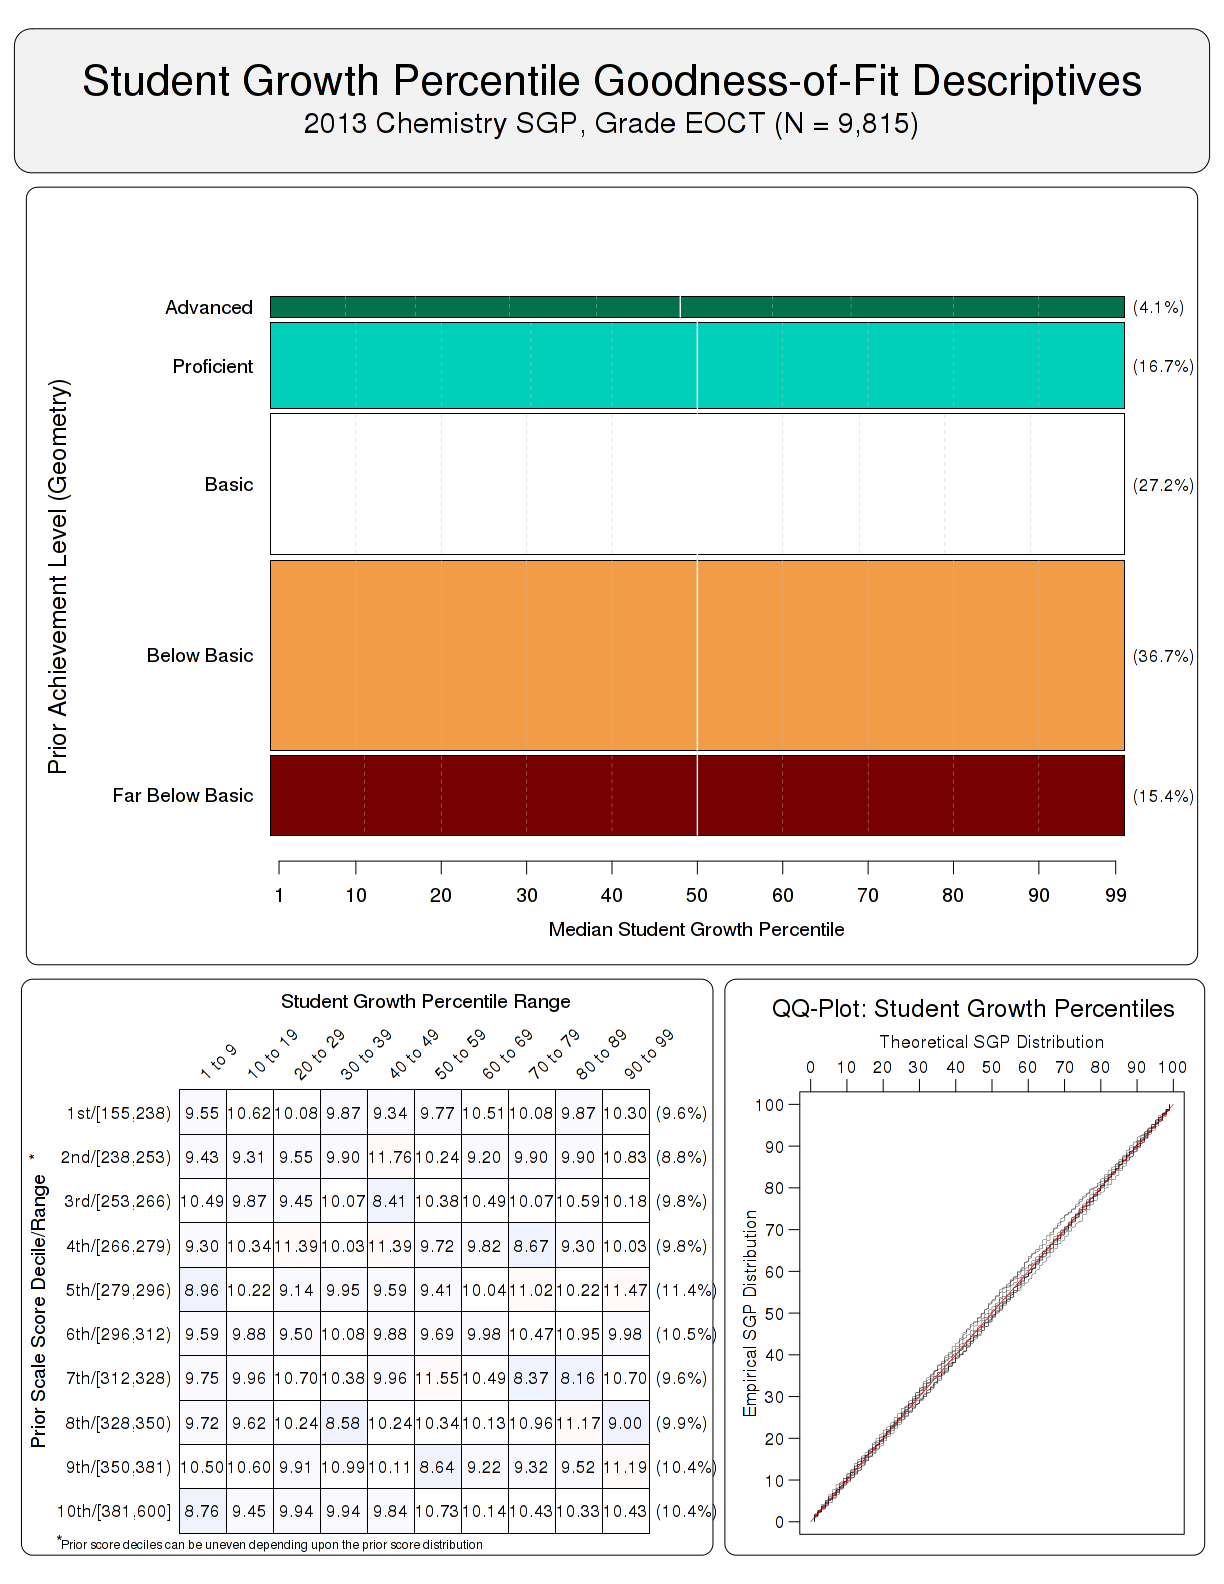 Student Growth Percentile Goodness-of-Fit Descriptives
2013 Chemistry SGP, Grade EOCT (N = 9,815)
Prior Achievement Level (Geometry)
Advanced (4.1%)
Proficient (16.7%)
Basic (27.2%)
Below Basic (36.7%)
Far Below Basic (15.4%)
1 10 20 30 40 50 60 70 80 90 99
Median Student Growth Percentile
Student Growth Percentile Range
1 to 9 10 to 19 20 to 29 30 to 39 40 to 49 50 to 59 60 to 69 70 to 79 80 to 89 90 to 99
Prior Scale Score Decile/Range *
1st/[155,238) 9.55 10.62 10.08 9.87 9.34 9.77 10.51 10.08 9.87 10.30 (9.6%)
2nd/[238,253) 9.43 9.31 9.55 9.90 11.76 10.24 9.20 9.90 9.90 10.83 (8.8%)
3rd/[253,266) 10.49 9.87 9.45 10.07 8.41 10.38 10.49 10.07 10.59 10.18 (9.8%)
4th/[266,279) 9.30 10.34 11.39 10.03 11.39 9.72 9.82 8.67 9.30 10.03 (9.8%)
5th/[279,296) 8.96 10.22 9.14 9.95 9.59 9.41 10.04 11.02 10.22 11.47 (11.4%)
6th/[296,312) 9.59 9.88 9.50 10.08 9.88 9.69 9.98 10.47 10.95 9.98 (10.5%)
7th/[312,328) 9.75 9.96 10.70 10.38 9.96 11.55 10.49 8.37 8.16 10.70 (9.6%)
8th/[328,350) 9.72 9.62 10.24 8.58 10.24 10.34 10.13 10.96 11.17 9.00 (9.9%)
9th/[350,381) 10.50 10.60 9.91 10.99 10.11 8.64 9.22 9.32 9.52 11.19 (10.4%)
10th/[381,600] 8.76 9.45 9.94 9.94 9.84 10.73 10.14 10.43 10.33 10.43 (10.4%)
*Prior score deciles can be uneven depending upon the prior score distribution
QQ-Plot: Student Growth Percentiles
Theoretical SGP Distribution
0 10 20 30 40 50 60 70 80 90 100
Empirical SGP Distribution
100
90
80
70
60
50
40
30
20
10
0